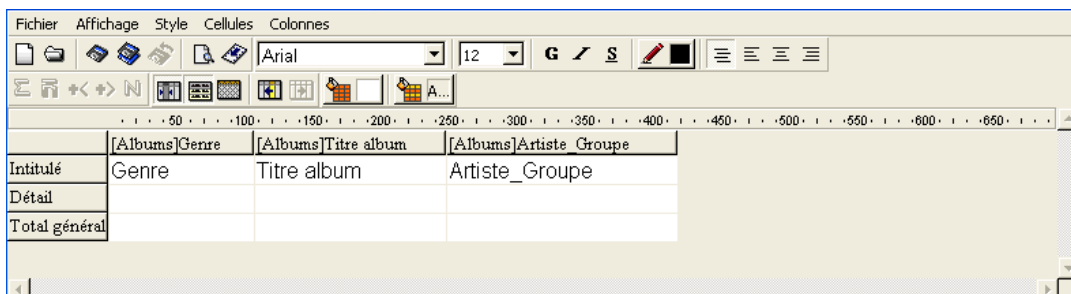 Fichier Affichage Style Cellules Colonnes
Arial 12 G I S
Σ N A...
50 100 150 200 250 300 350 400 450 500 550 600 650
[Albums]Genre [Albums]Titre album [Albums]Artiste_Groupe
Intitulé Genre Titre album Artiste_Groupe
Détail
Total général